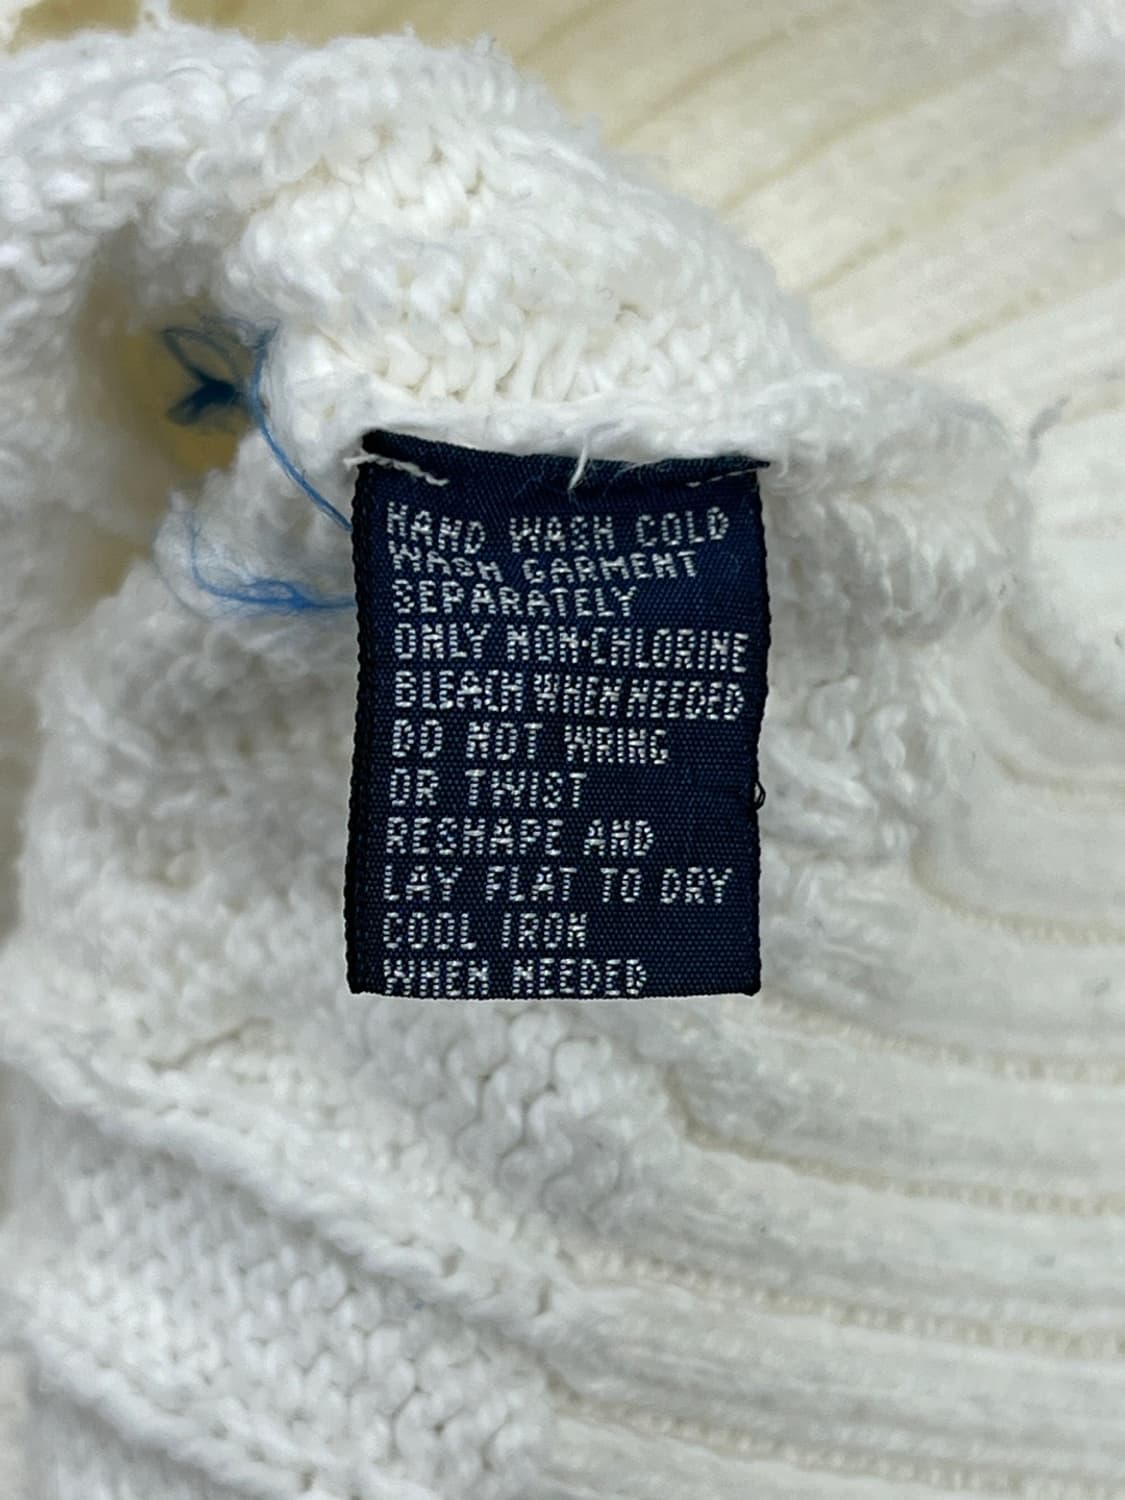 HAND WASH COLD
WASH GARMENT
SEPARATELY
ONLY NON-CHLORINE
BLEACH WHEN NEEDED
DO NOT WRING
OR TWIST
RESHAPE AND
LAY FLAT TO DRY
COOL IRON
WHEN NEEDED